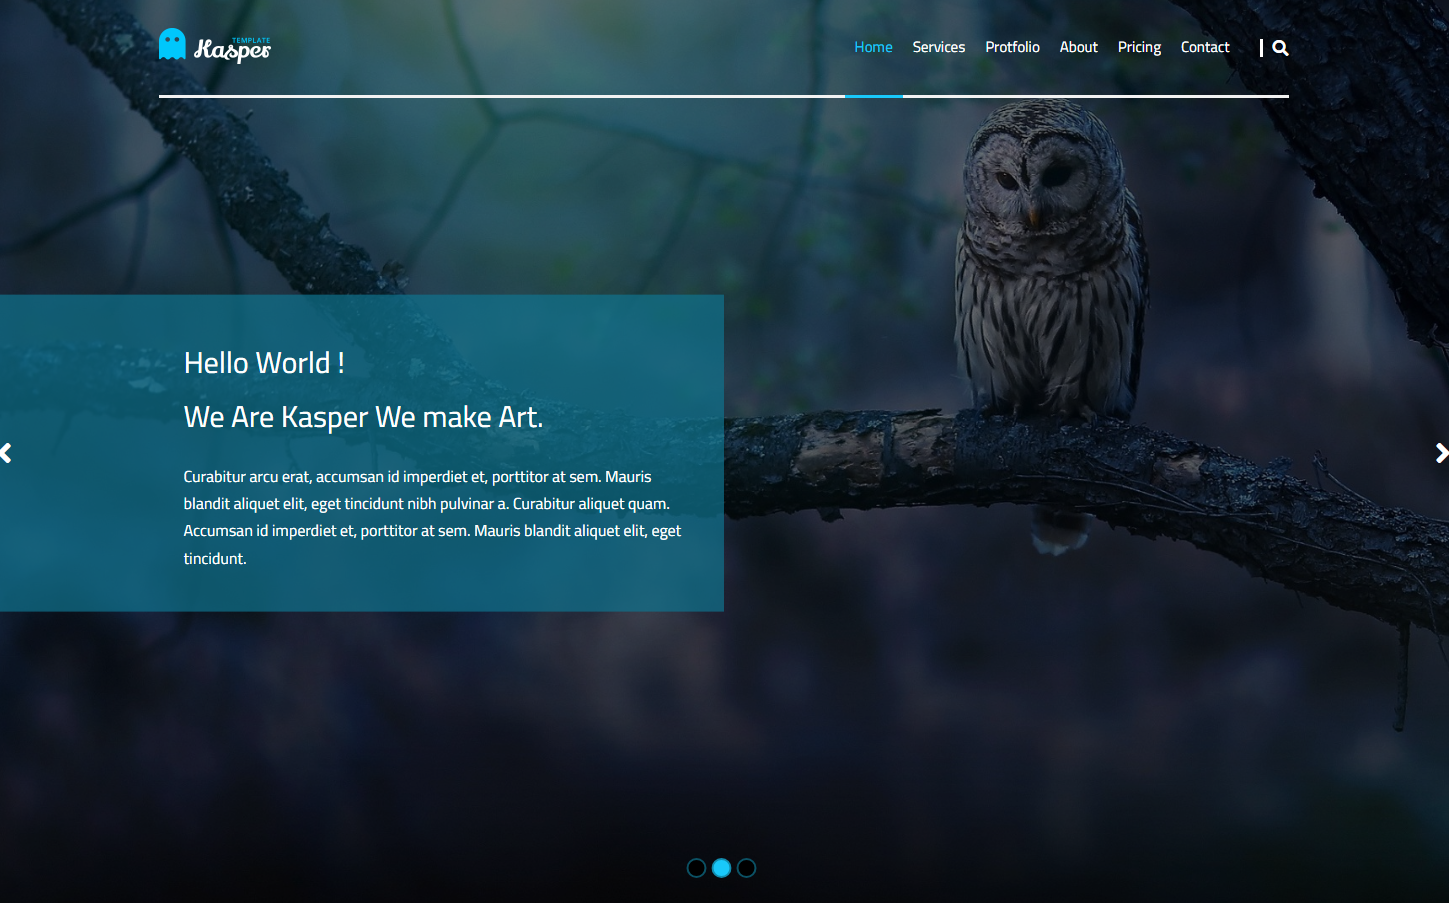 TEMPLATE
Kasper
Home Services Protfolio About Pricing Contact
Hello World !
We Are Kasper We make Art.
Curabitur arcu erat, accumsan id imperdiet et, porttitor at sem. Mauris
blandit aliquet elit, eget tincidunt nibh pulvinar a. Curabitur aliquet quam.
Accumsan id imperdiet et, porttitor at sem. Mauris blandit aliquet elit, eget
tincidunt.